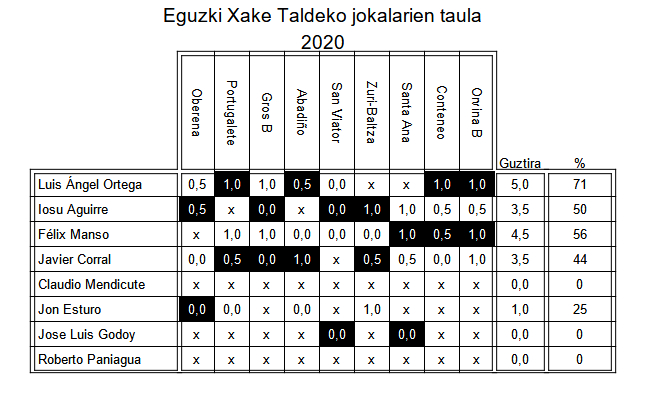 Eguzki Xake Taldeko jokalarien taula
2020
Oberena Portugalete Gros B Abadiño San Viator Zuri-Baltza Santa Ana Conteneo Orvina B Guztira %
Luis Ángel Ortega 0,5 1,0 1,0 0,5 0,0 x x 1,0 1,0 5,0 71
Iosu Aguirre 0,5 x 0,0 x 0,0 1,0 1,0 0,5 0,5 3,5 50
Félix Manso x 1,0 1,0 0,0 0,0 0,0 1,0 0,5 1,0 4,5 56
Javier Corral 0,0 0,5 0,0 1,0 x 0,5 0,5 0,0 1,0 3,5 44
Claudio Mendicute x x x x x x x x x 0,0 0
Jon Esturo 0,0 0,0 x 0,0 x 1,0 x x x 1,0 25
Jose Luis Godoy x x x x 0,0 x 0,0 x x 0,0 0
Roberto Paniagua x x x x x x x x x 0,0 0